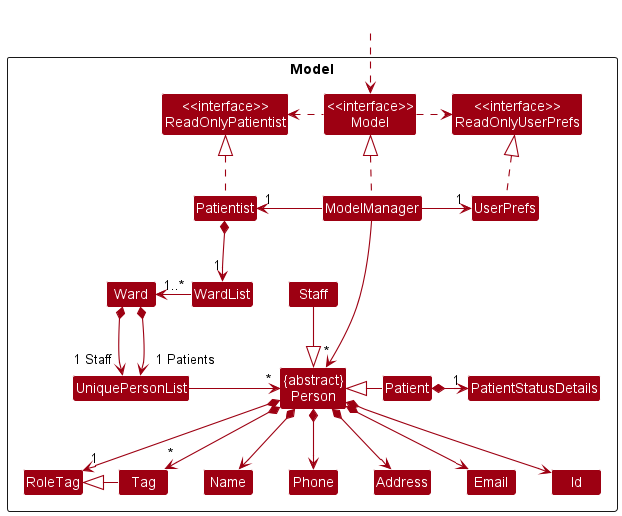 Model
<<interface>>
ReadOnlyPatientist
<<interface>>
Model
<<interface>>
ReadOnlyUserPrefs
Patientist
1
ModelManager
1
UserPrefs
1
Ward
1..*
WardList
Staff
1 Staff
1 Patients
*
UniquePersonList
*
{abstract}
Person
Patient
1
PatientStatusDetails
1
*
RoleTag
Tag
Name
Phone
Address
Email
Id